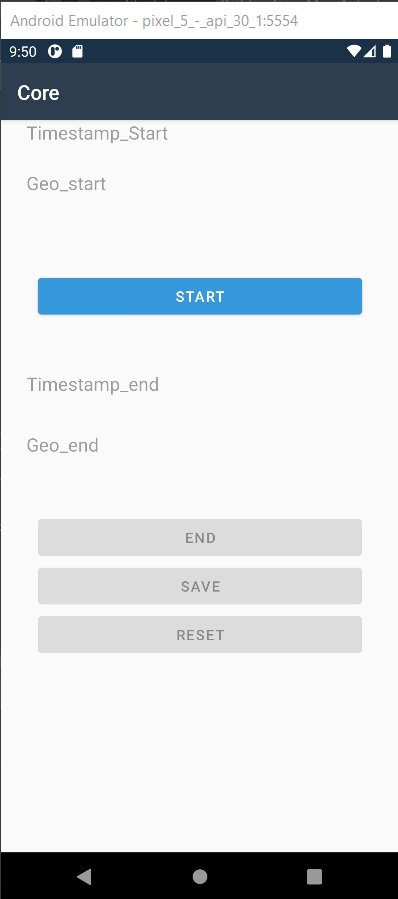 Android Emulator - pixel_5_-_api_30_1:5554
9:50
Core
Timestamp_Start
Geo_start
START
Timestamp_end
Geo_end
END
SAVE
RESET